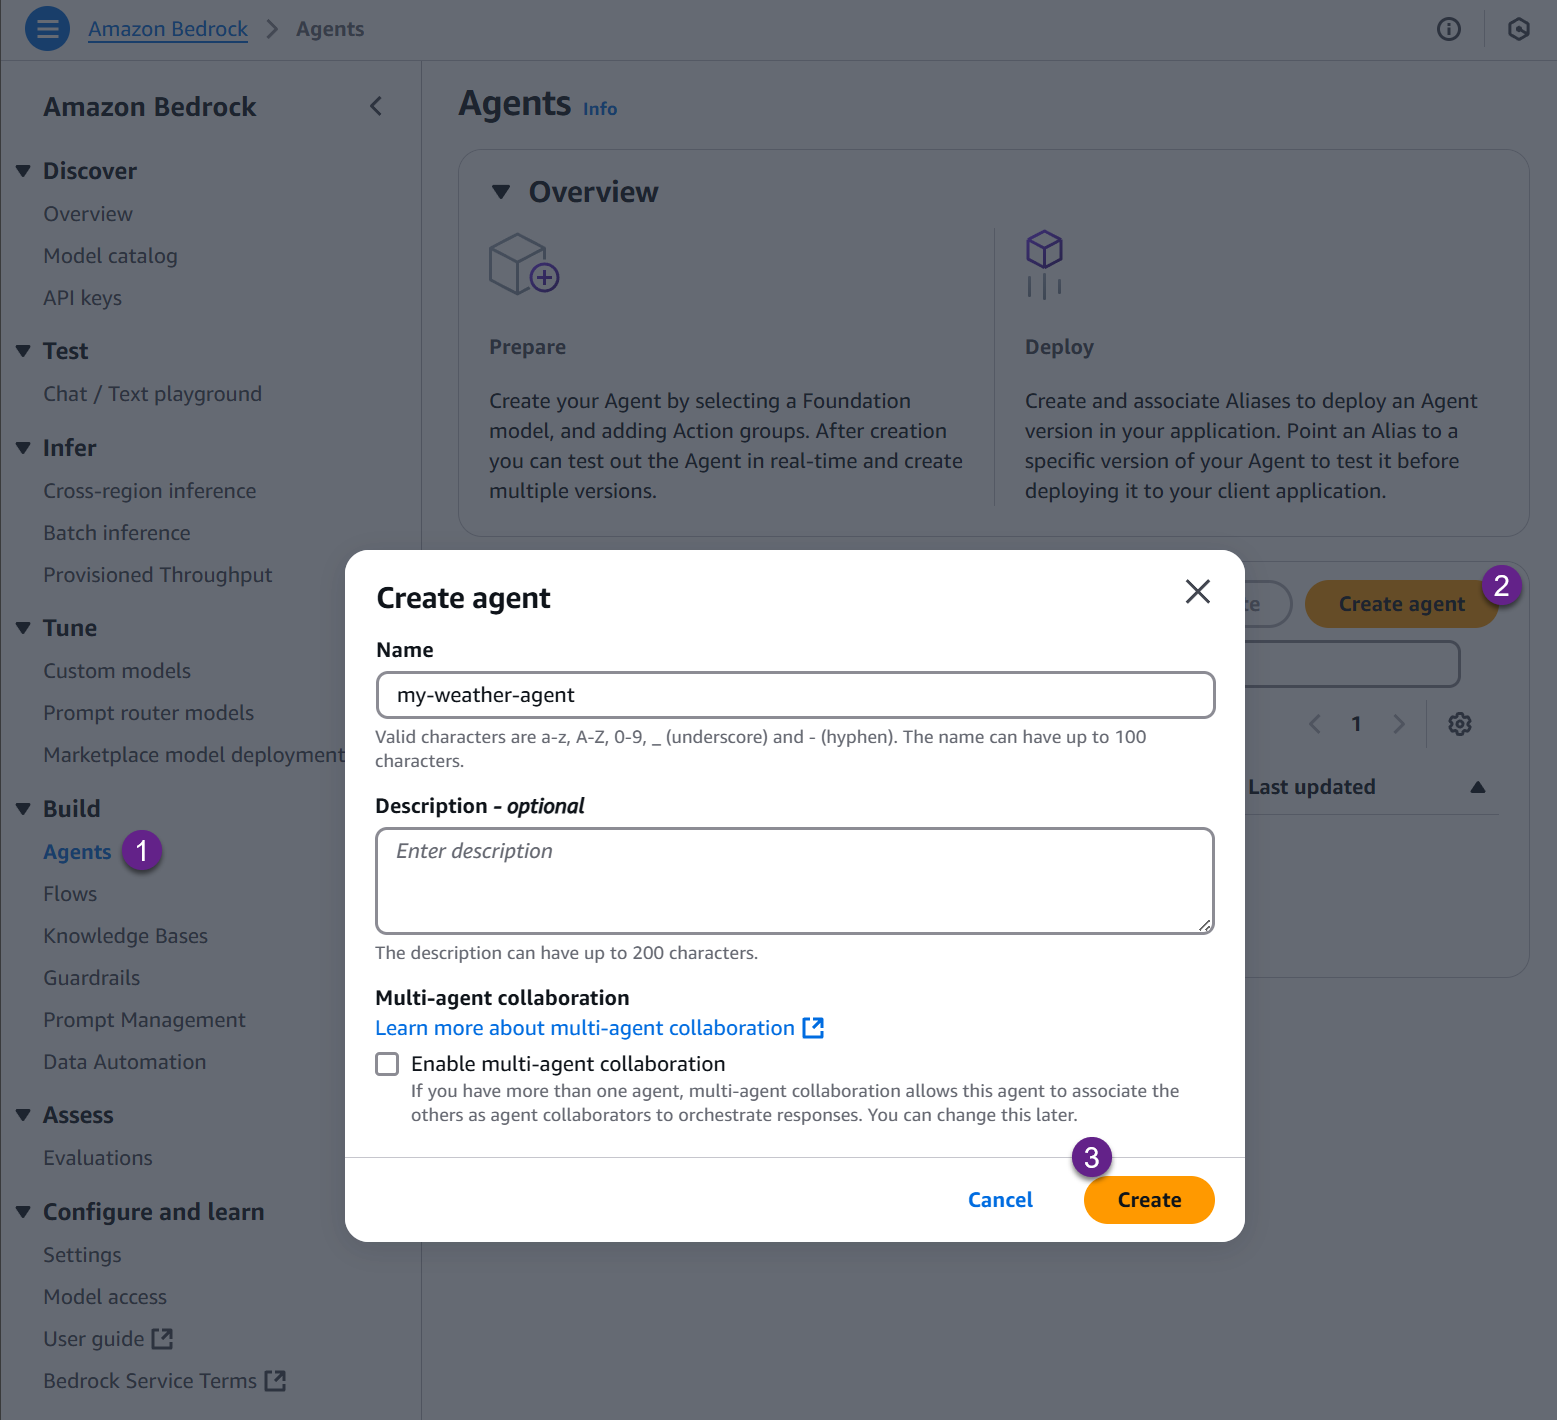 Amazon Bedrock > Agents
Amazon Bedrock
Discover
Overview
Model catalog
API keys
Test
Chat / Text playground
Infer
Cross-region inference
Batch inference
Provisioned Throughput
Tune
Custom models
Prompt router models
Marketplace model deployment
Build
Agents
1
Flows
Knowledge Bases
Guardrails
Prompt Management
Data Automation
Assess
Evaluations
Configure and learn
Settings
Model access
User guide
Bedrock Service Terms
Agents Info
Overview
Prepare
Create your Agent by selecting a Foundation
model, and adding Action groups. After creation
you can test out the Agent in real-time and create
multiple versions.
Deploy
Create and associate Aliases to deploy an Agent
version in your application. Point an Alias to a
specific version of your Agent to test it before
deploying it to your client application.
Create agent
2
1
Last updated
Create agent
Name
my-weather-agent
Valid characters are a-z, A-Z, 0-9, _ (underscore) and - (hyphen). The name can have up to 100
characters.
Description - optional
Enter description
The description can have up to 200 characters.
Multi-agent collaboration
Learn more about multi-agent collaboration
Enable multi-agent collaboration
If you have more than one agent, multi-agent collaboration allows this agent to associate the
others as agent collaborators to orchestrate responses. You can change this later.
3
Cancel
Create